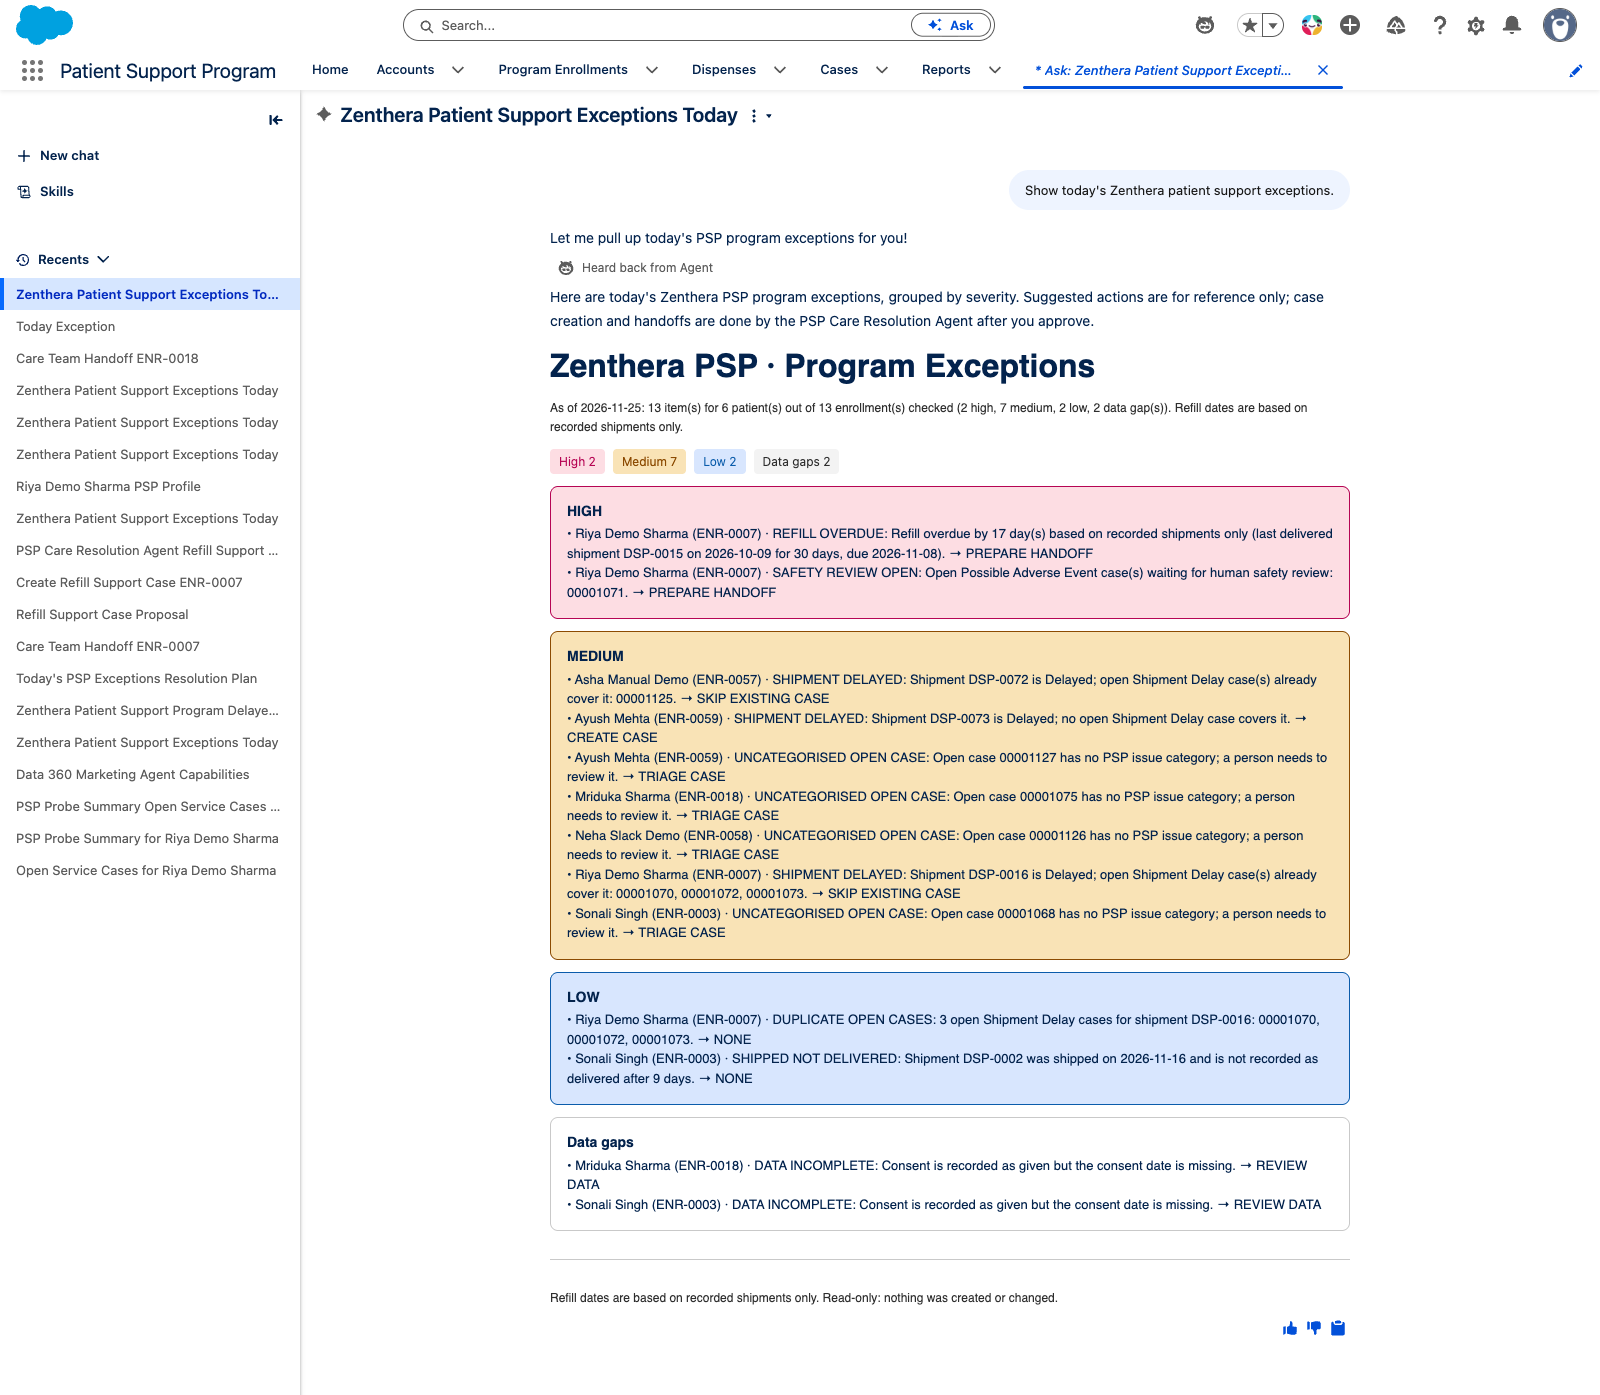 Search...
Ask
Patient Support Program
Home
Accounts
Program Enrollments
Dispenses
Cases
Reports
* Ask: Zenthera Patient Support Excepti...
New chat
Skills
Recents
Zenthera Patient Support Exceptions To...
Today Exception
Care Team Handoff ENR-0018
Zenthera Patient Support Exceptions Today
Zenthera Patient Support Exceptions Today
Zenthera Patient Support Exceptions Today
Riya Demo Sharma PSP Profile
Zenthera Patient Support Exceptions Today
PSP Care Resolution Agent Refill Support ...
Create Refill Support Case ENR-0007
Refill Support Case Proposal
Care Team Handoff ENR-0007
Today's PSP Exceptions Resolution Plan
Zenthera Patient Support Program Delaye...
Zenthera Patient Support Exceptions Today
Data 360 Marketing Agent Capabilities
PSP Probe Summary Open Service Cases ...
PSP Probe Summary for Riya Demo Sharma
Open Service Cases for Riya Demo Sharma
Zenthera Patient Support Exceptions Today
Show today's Zenthera patient support exceptions.
Let me pull up today's PSP program exceptions for you!
Heard back from Agent
Here are today's Zenthera PSP program exceptions, grouped by severity. Suggested actions are for reference only; case
creation and handoffs are done by the PSP Care Resolution Agent after you approve.
Zenthera PSP · Program Exceptions
As of 2026-11-25: 13 item(s) for 6 patient(s) out of 13 enrollment(s) checked (2 high, 7 medium, 2 low, 2 data gap(s)). Refill dates are based on
recorded shipments only.
High 2
Medium 7
Low 2
Data gaps 2
HIGH
• Riya Demo Sharma (ENR-0007) · REFILL OVERDUE: Refill overdue by 17 day(s) based on recorded shipments only (last delivered
shipment DSP-0015 on 2026-10-09 for 30 days, due 2026-11-08). → PREPARE HANDOFF
• Riya Demo Sharma (ENR-0007) · SAFETY REVIEW OPEN: Open Possible Adverse Event case(s) waiting for human safety review:
00001071. → PREPARE HANDOFF
MEDIUM
• Asha Manual Demo (ENR-0057) · SHIPMENT DELAYED: Shipment DSP-0072 is Delayed; open Shipment Delay case(s) already
cover it: 00001125. → SKIP EXISTING CASE
• Ayush Mehta (ENR-0059) · SHIPMENT DELAYED: Shipment DSP-0073 is Delayed; no open Shipment Delay case covers it. →
CREATE CASE
• Ayush Mehta (ENR-0059) · UNCATEGORISED OPEN CASE: Open case 00001127 has no PSP issue category; a person needs to
review it. → TRIAGE CASE
• Mriduka Sharma (ENR-0018) · UNCATEGORISED OPEN CASE: Open case 00001075 has no PSP issue category; a person
needs to review it. → TRIAGE CASE
• Neha Slack Demo (ENR-0058) · UNCATEGORISED OPEN CASE: Open case 00001126 has no PSP issue category; a person
needs to review it. → TRIAGE CASE
• Riya Demo Sharma (ENR-0007) · SHIPMENT DELAYED: Shipment DSP-0016 is Delayed; open Shipment Delay case(s) already
cover it: 00001070, 00001072, 00001073. → SKIP EXISTING CASE
• Sonali Singh (ENR-0003) · UNCATEGORISED OPEN CASE: Open case 00001068 has no PSP issue category; a person needs to
review it. → TRIAGE CASE
LOW
• Riya Demo Sharma (ENR-0007) · DUPLICATE OPEN CASES: 3 open Shipment Delay cases for shipment DSP-0016: 00001070,
00001072, 00001073. → NONE
• Sonali Singh (ENR-0003) · SHIPPED NOT DELIVERED: Shipment DSP-0002 was shipped on 2026-11-16 and is not recorded as
delivered after 9 days. → NONE
Data gaps
• Mriduka Sharma (ENR-0018) · DATA INCOMPLETE: Consent is recorded as given but the consent date is missing. → REVIEW
DATA
• Sonali Singh (ENR-0003) · DATA INCOMPLETE: Consent is recorded as given but the consent date is missing. → REVIEW DATA
Refill dates are based on recorded shipments only. Read-only: nothing was created or changed.